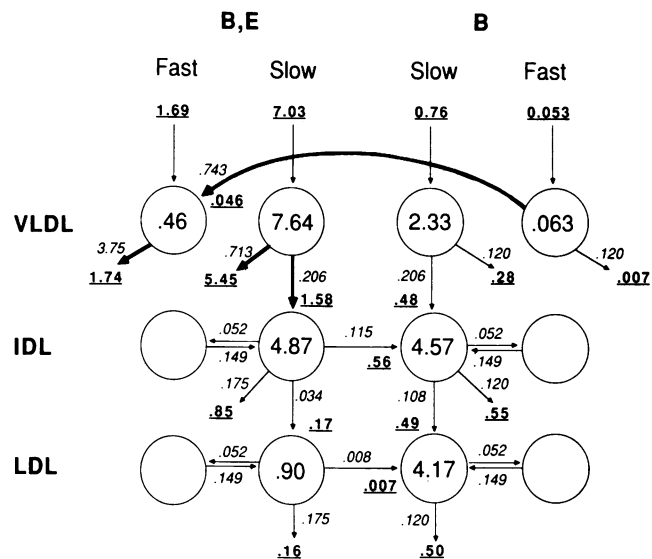 B,E B
Fast Slow Slow Fast
1.69 7.03 0.76 0.053
.743
.046
VLDL .46 7.64 2.33 .063
3.75 .713 .120 .120
1.74 5.45 .206 .206 .28 .007
1.58 .48
.052 .115 .052
IDL 4.87 4.57
.149 .56 .149
.175 .034 .108 .120
.85 .17 .49 .55
.052 .008 .052
LDL .90 4.17
.149 .007 .149
.175 .120
.16 .50